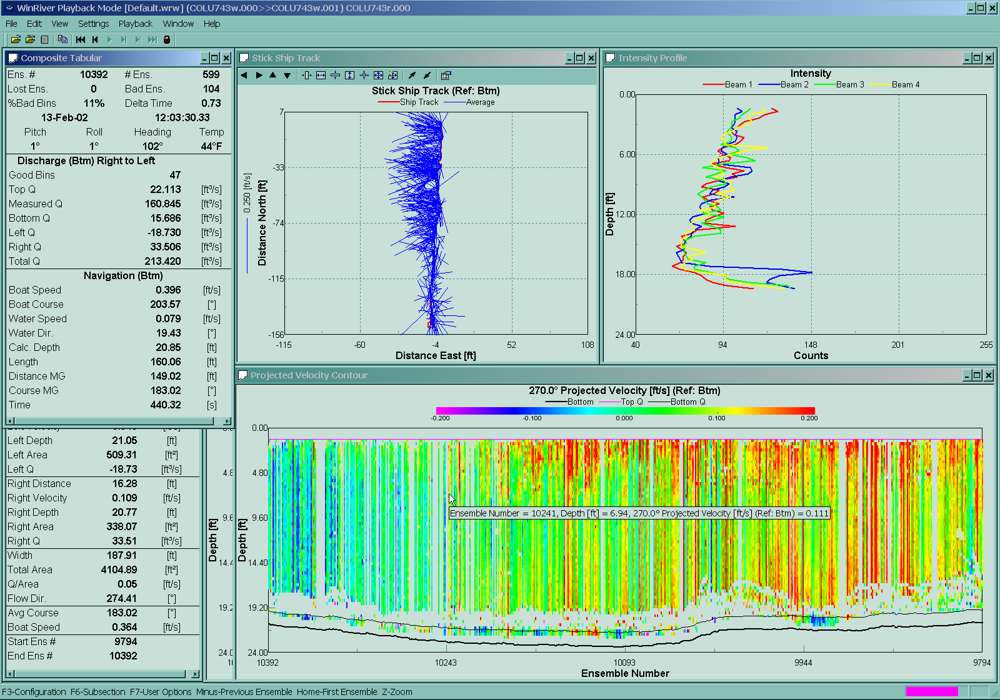 WinRiver Playback Mode [Default.wrw] (COLU743w.000>>COLU743w.001) COLU743r.000
File Edit View Settings Playback Window Help
Composite Tabular
Ens. # 10392 # Ens. 599
Lost Ens. 0 Bad Ens. 104
%Bad Bins 11% Delta Time 0.73
13-Feb-02 12:03:30.33
Pitch Roll Heading Temp
1° 1° 102° 44°F
Discharge (Btm) Right to Left
Good Bins 47
Top Q 22.113 [ft³/s]
Measured Q 160.845 [ft³/s]
Bottom Q 15.686 [ft³/s]
Left Q -18.730 [ft³/s]
Right Q 33.506 [ft³/s]
Total Q 213.420 [ft³/s]
Navigation (Btm)
Boat Speed 0.396 [ft/s]
Boat Course 203.57 [°]
Water Speed 0.079 [ft/s]
Water Dir. 19.43 [°]
Calc. Depth 20.85 [ft]
Length 160.06 [ft]
Distance MG 149.02 [ft]
Course MG 183.02 [°]
Time 440.32 [s]
Left Depth 21.05 [ft]
Left Area 509.31 [ft²]
Left Q -18.73 [ft³/s]
Right Distance 16.28 [ft]
Right Velocity 0.109 [ft/s]
Right Depth 20.77 [ft]
Right Area 338.07 [ft²]
Right Q 33.51 [ft³/s]
Width 187.91 [ft]
Total Area 4104.89 [ft²]
Q/Area 0.05 [ft/s]
Flow Dir. 274.41 [°]
Avg Course 183.02 [°]
Boat Speed 0.364 [ft/s]
Start Ens # 9794
End Ens # 10392
Stick Ship Track
Stick Ship Track (Ref: Btm)
Ship Track Average
7
-33
-74
-115
-156
0.250 [ft/s]
Distance North [ft]
-115 -60 -4 52 108
Distance East [ft]
Intensity Profile
Intensity
Beam 1 Beam 2 Beam 3 Beam 4
0.00
6.00
12.00
18.00
24.00
Depth [ft]
40 94 148 201 255
Counts
Depth [ft]
4.8
9.6
14.4
19.2
24.0
Projected Velocity Contour
270.0° Projected Velocity [ft/s] (Ref: Btm)
Bottom Top Q Bottom Q
-0.200 -0.100 0.000 0.100 0.200
0.00
4.80
9.60
14.40
19.20
24.00
Depth [ft]
Ensemble Number = 10241, Depth [ft] = 6.94, 270.0° Projected Velocity [ft/s] (Ref: Btm) = 0.111
10392 10243 10093 9944 9794
Ensemble Number
F3-Configuration F6-Subsection F7-User Options Minus-Previous Ensemble Home-First Ensemble Z-Zoom